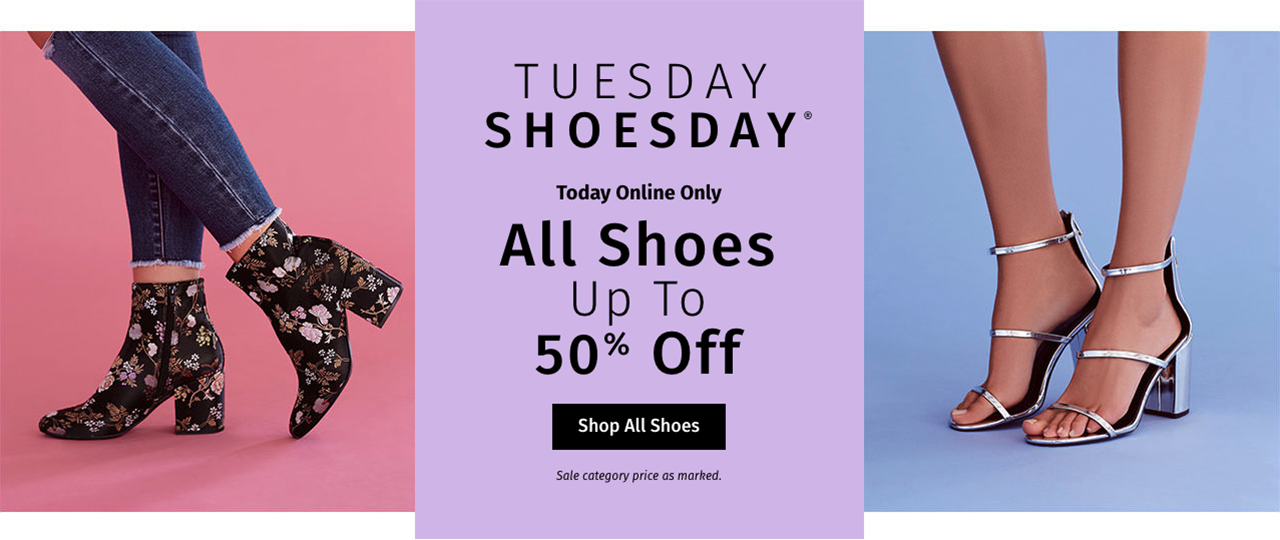 TUESDAY
SHOESDAY®
Today Online Only
All Shoes
Up To
50% Off
Shop All Shoes
Sale category price as marked.